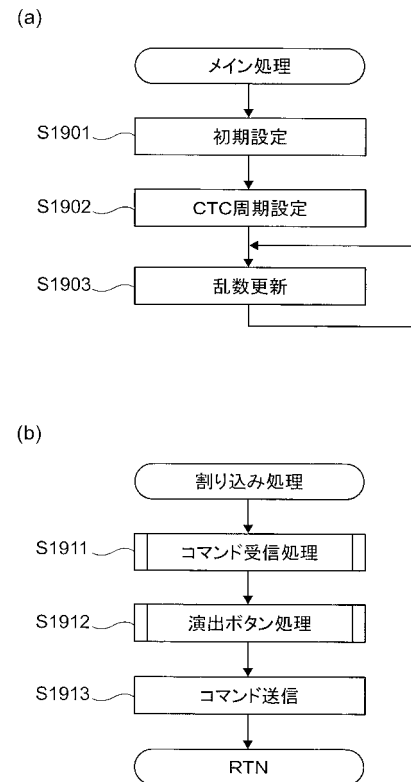 (a)
メイン処理
S1901
初期設定
S1902
CTC周期設定
S1903
乱数更新
(b)
割り込み処理
S1911
コマンド受信処理
S1912
演出ボタン処理
S1913
コマンド送信
RTN